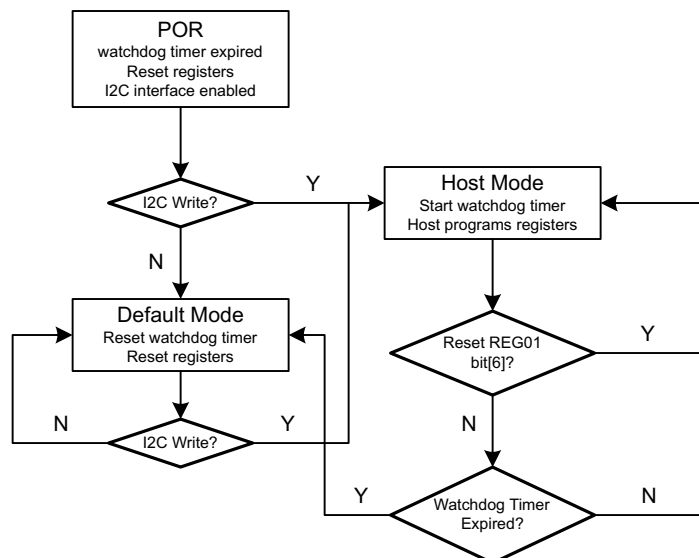 POR
watchdog timer expired
Reset registers
I2C interface enabled
I2C Write?
Y
N
Host Mode
Start watchdog timer
Host programs registers
Default Mode
Reset watchdog timer
Reset registers
Reset REG01
bit[6]?
Y
N
I2C Write?
N
Y
Watchdog Timer
Expired?
Y
N